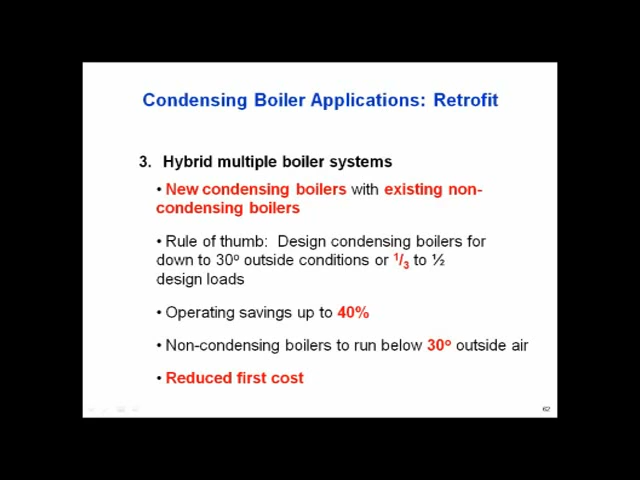 Condensing Boiler Applications: Retrofit
3. Hybrid multiple boiler systems
• New condensing boilers with existing non-
condensing boilers
• Rule of thumb: Design condensing boilers for
down to 30º outside conditions or 1/3 to ½
design loads
• Operating savings up to 40%
• Non-condensing boilers to run below 30º outside air
• Reduced first cost
62